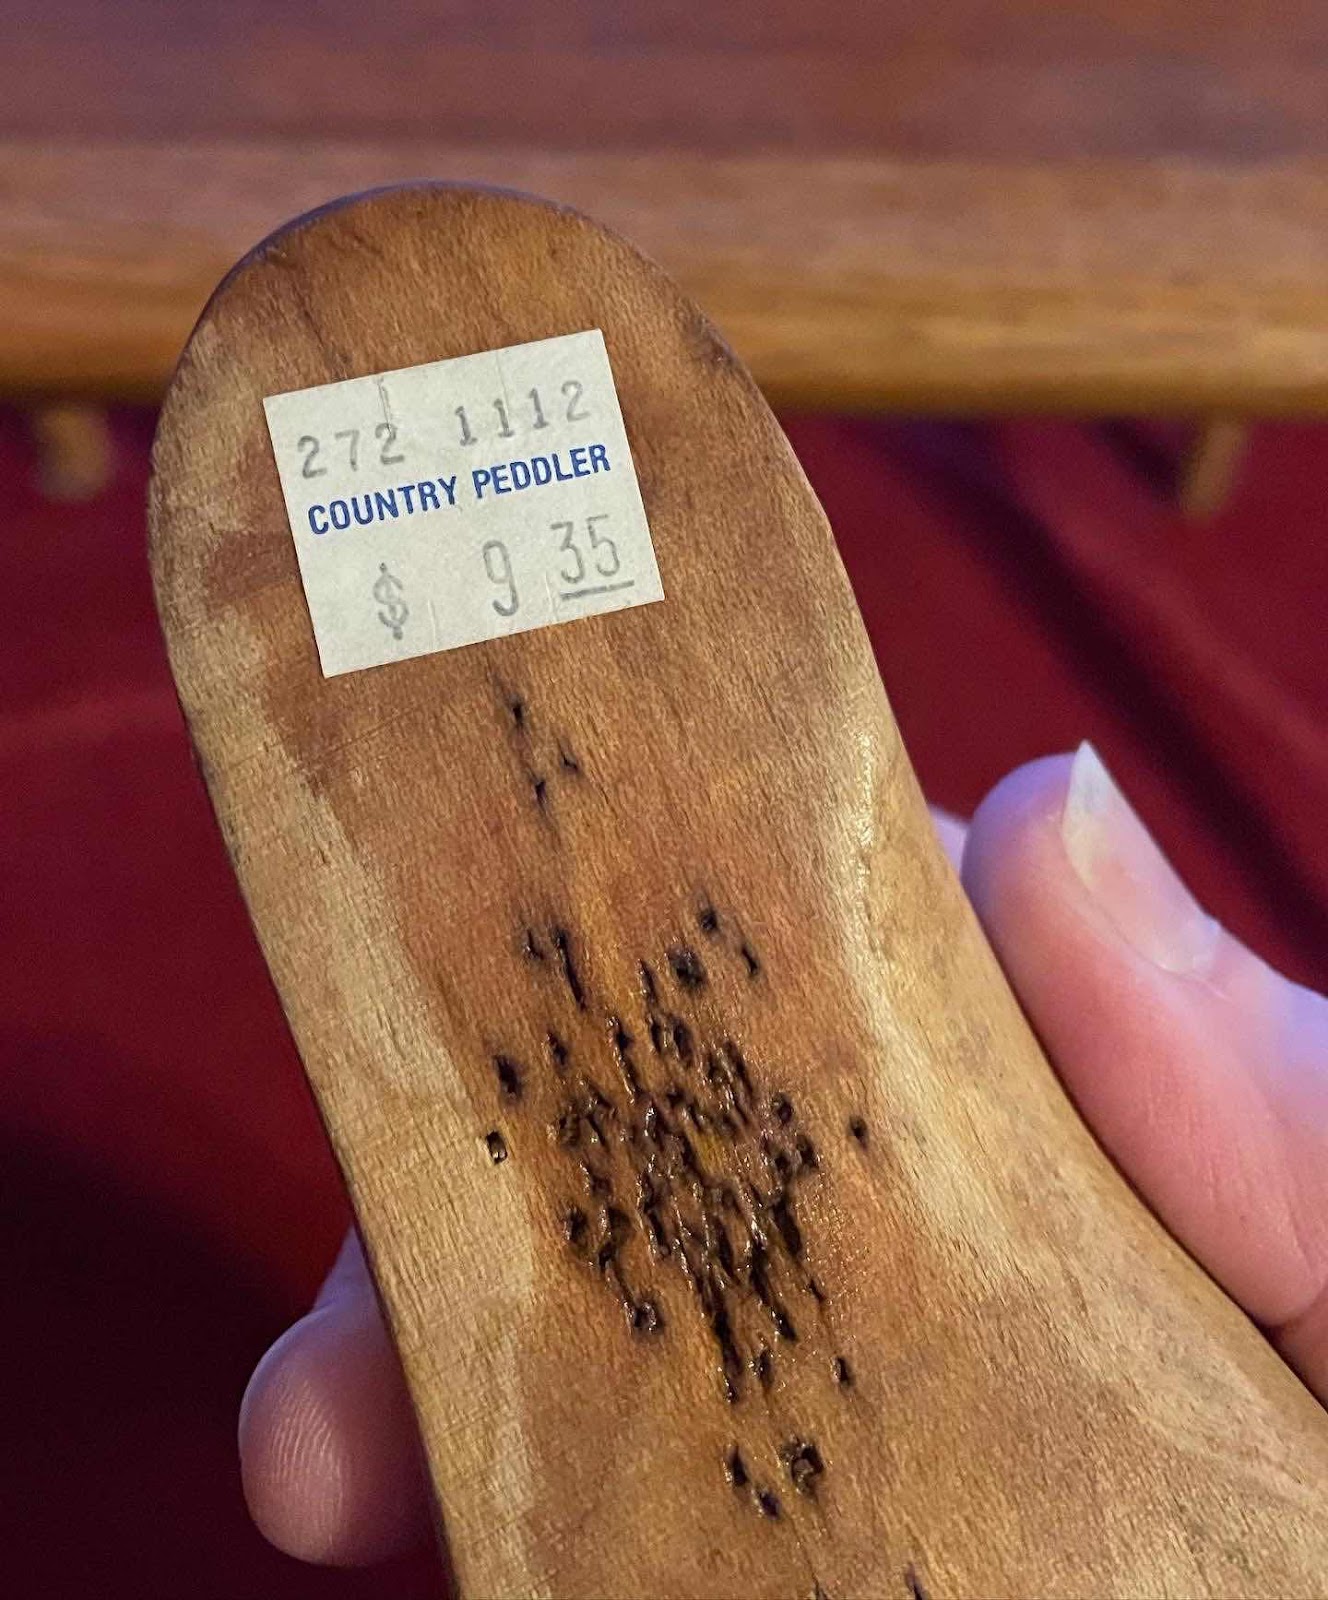 272 1112
COUNTRY PEDDLER
$ 9 35